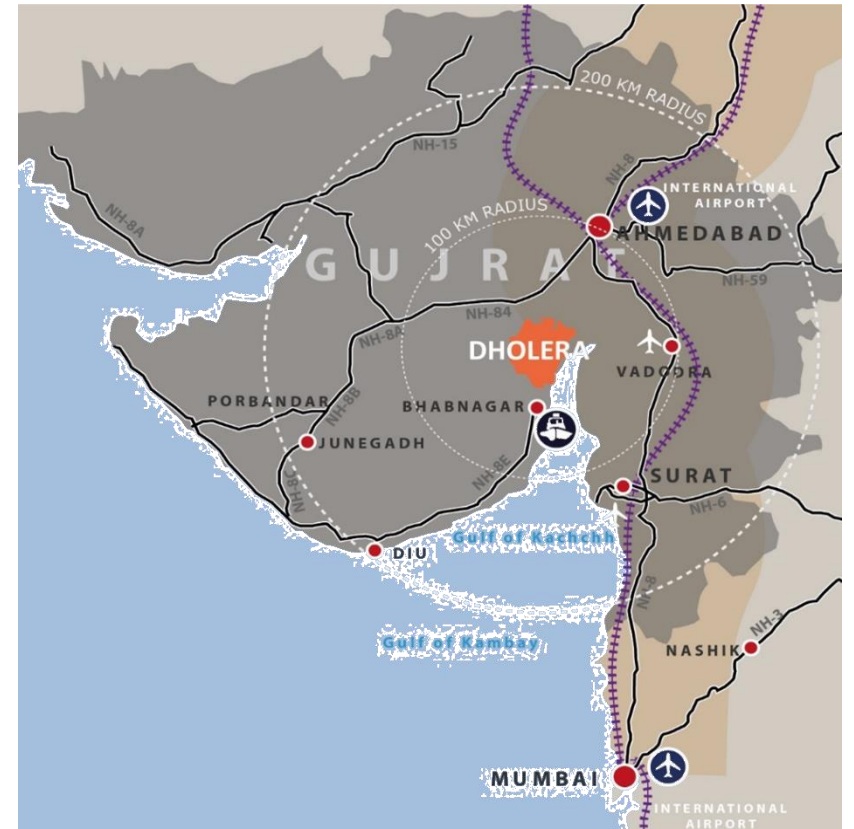 200 KM RADIUS
NH-15
NH-8
INTERNATIONAL
AIRPORT
NH-8A
100 KM RADIUS
AHMEDABAD
GUJRAT
NH-59
NH-84
NH-8A
DHOLERA
VADODRA
PORBANDAR
NH-8B
BHABNAGAR
JUNEGADH
NH-8E
SURAT
NH-6
Gulf of Kachchh
DIU
NH-8
Gulf of Kambay
NH-3
NASHIK
MUMBAI
INTERNATIONAL
AIRPORT